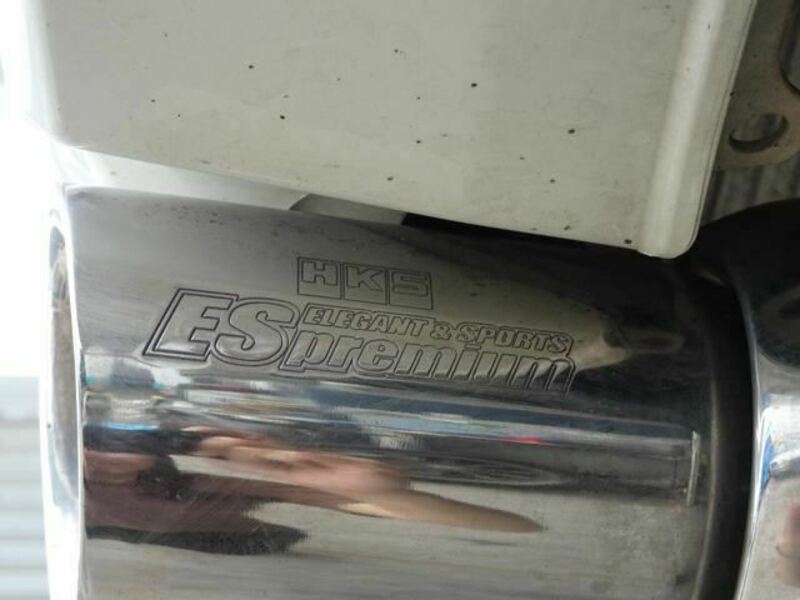 HKS
ES
ELEGANT & SPORTS
premium